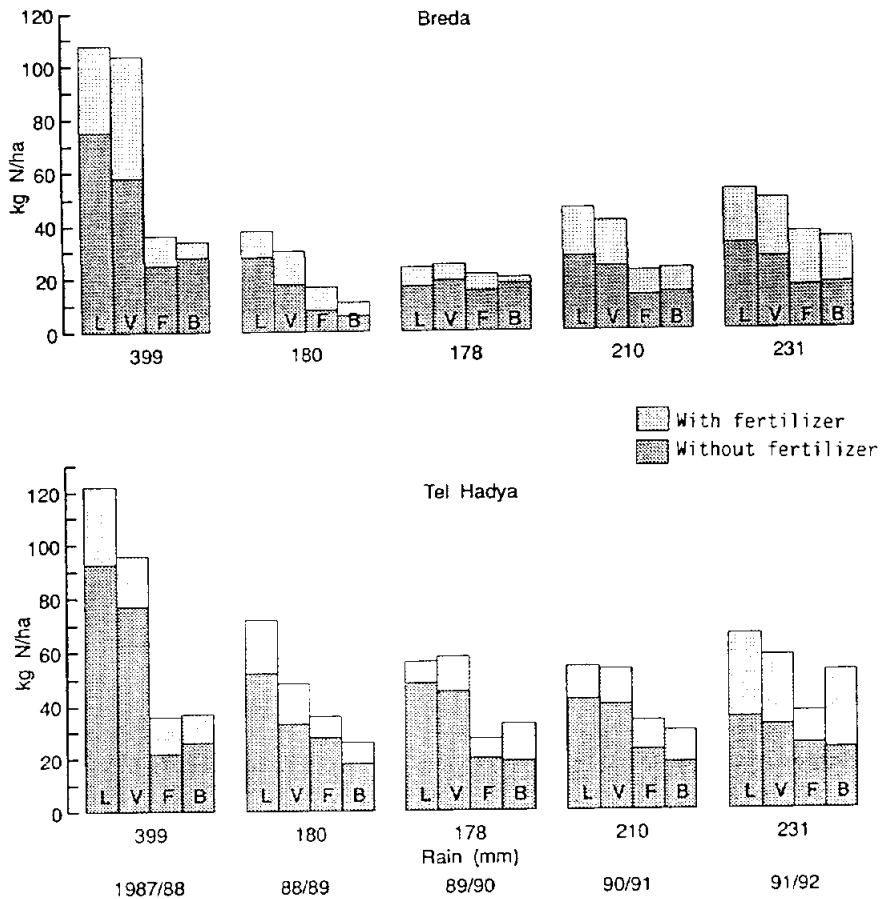 Breda
120
100
80
60
40
20
0
kg N/ha
L V F B L V F B L V F B L V F B L V F B
399 180 178 210 231
With fertilizer
Without fertilizer
Tel Hadya
120
100
80
60
40
20
0
kg N/ha
L V F B L V F B L V F B L V F B L V F B
399 180 178 210 231
Rain (mm)
1987/88 88/89 89/90 90/91 91/92